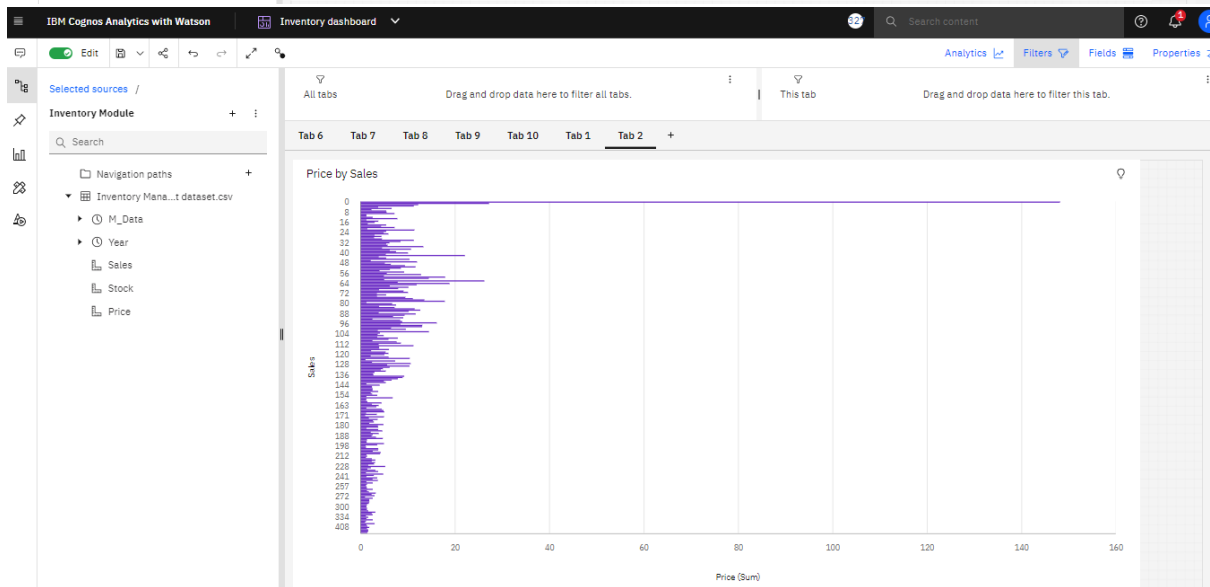 IBM Cognos Analytics with Watson
Inventory dashboard
Search content
1
Edit
Analytics
Filters
Fields
Properties
Selected sources /
Inventory Module
Search
Navigation paths
Inventory Mana...t dataset.csv
M_Data
Year
Sales
Stock
Price
All tabs
Drag and drop data here to filter all tabs.
This tab
Drag and drop data here to filter this tab.
Tab 6
Tab 7
Tab 8
Tab 9
Tab 10
Tab 1
Tab 2
+
Price by Sales
0
8
16
24
32
40
48
56
64
72
80
88
96
104
112
120
128
136
144
154
163
171
180
188
198
212
228
241
257
272
300
334
408
Sales
0
20
40
60
80
100
120
140
160
Price (Sum)